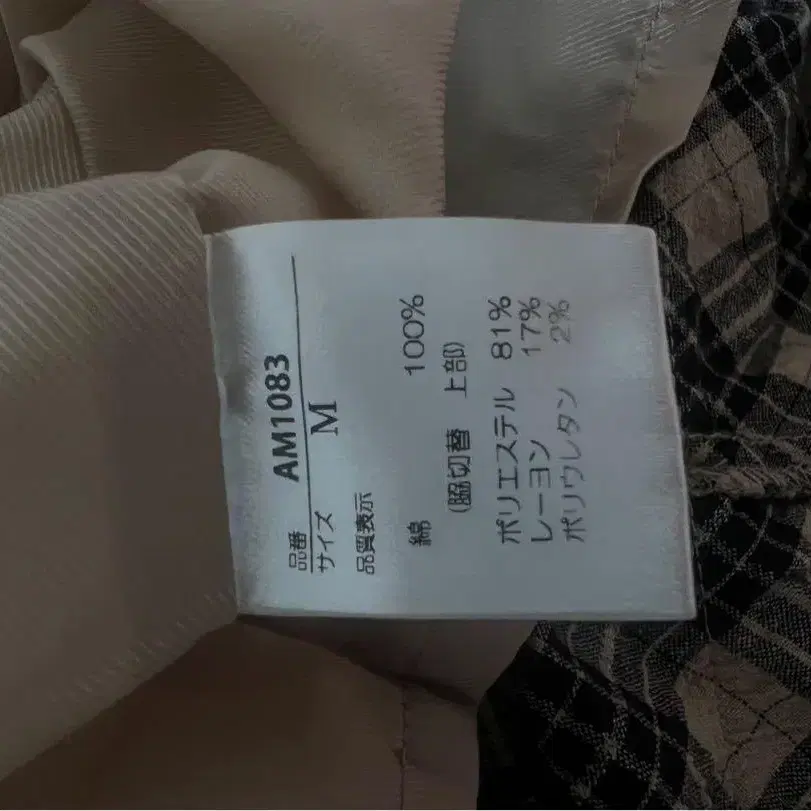 品番 AM1083
サイズ M
品質表示
綿 100%
(脇切替 上部)
ポリエステル 81%
レーヨン 17%
ポリウレタン 2%